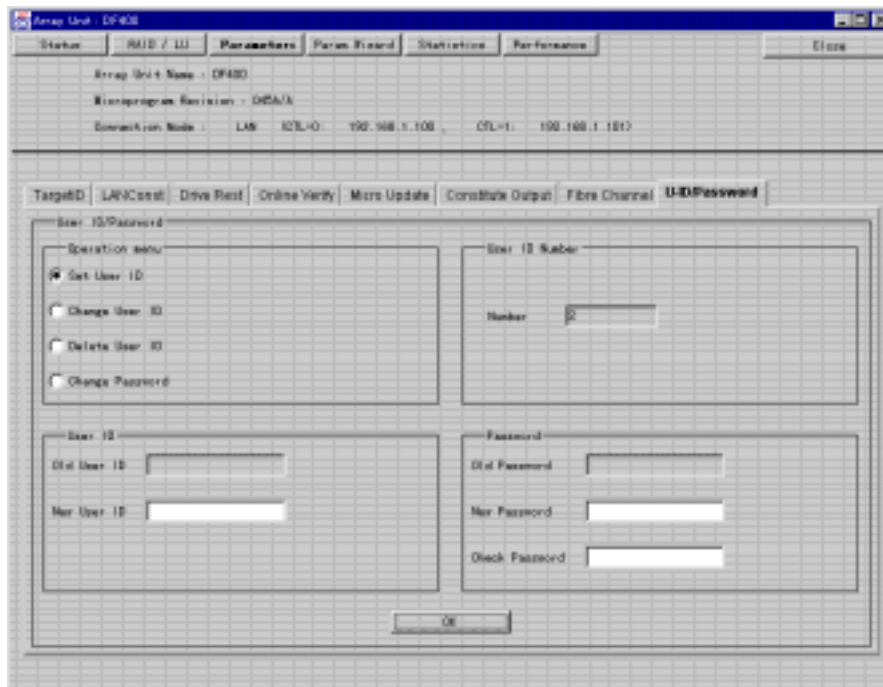 Array Unit : DF400
Status RAID / LU Parameters Param Wizard Statistics Performance Close
Array Unit Name : DF400
Microprogram Revision :
Connection Mode : LAN (CTL-0: 192.168.1.100 , CTL-1: 192.168.1.101)
TargetID LANConst Drive Rest Online Verify Micro Update Constitute Output Fibre Channel U-ID/Password
User ID/Password
Operation menu
Set User ID
Change User ID
Delete User ID
Change Password
User ID Number
Number 2
User ID
Old User ID
New User ID
Password
Old Password
New Password
Check Password
OK